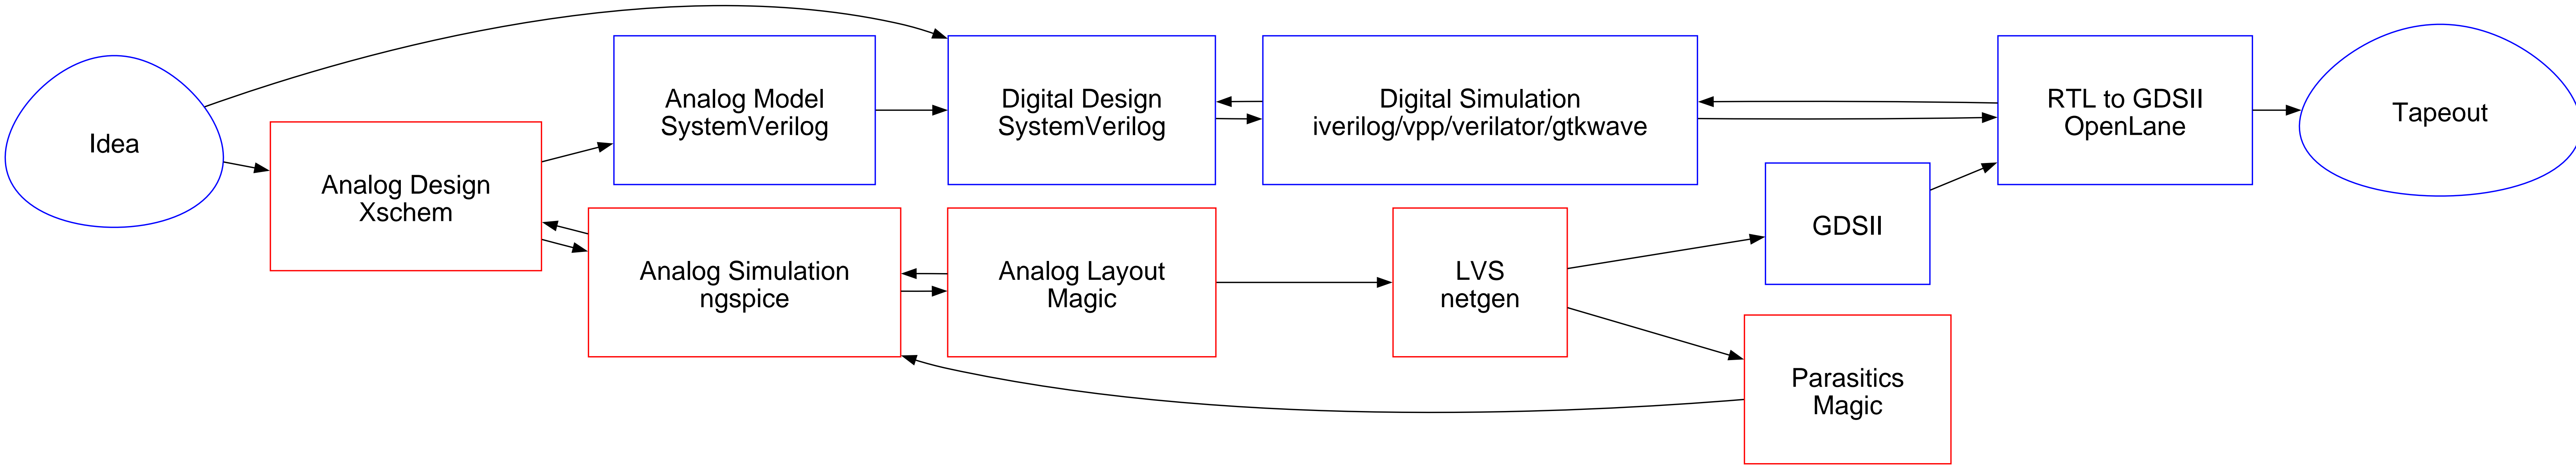 Idea
Analog Design
Xschem
Analog Model
SystemVerilog
Digital Design
SystemVerilog
Digital Simulation
iverilog/vpp/verilator/gtkwave
RTL to GDSII
OpenLane
Tapeout
Analog Simulation
ngspice
Analog Layout
Magic
LVS
netgen
GDSII
Parasitics
Magic